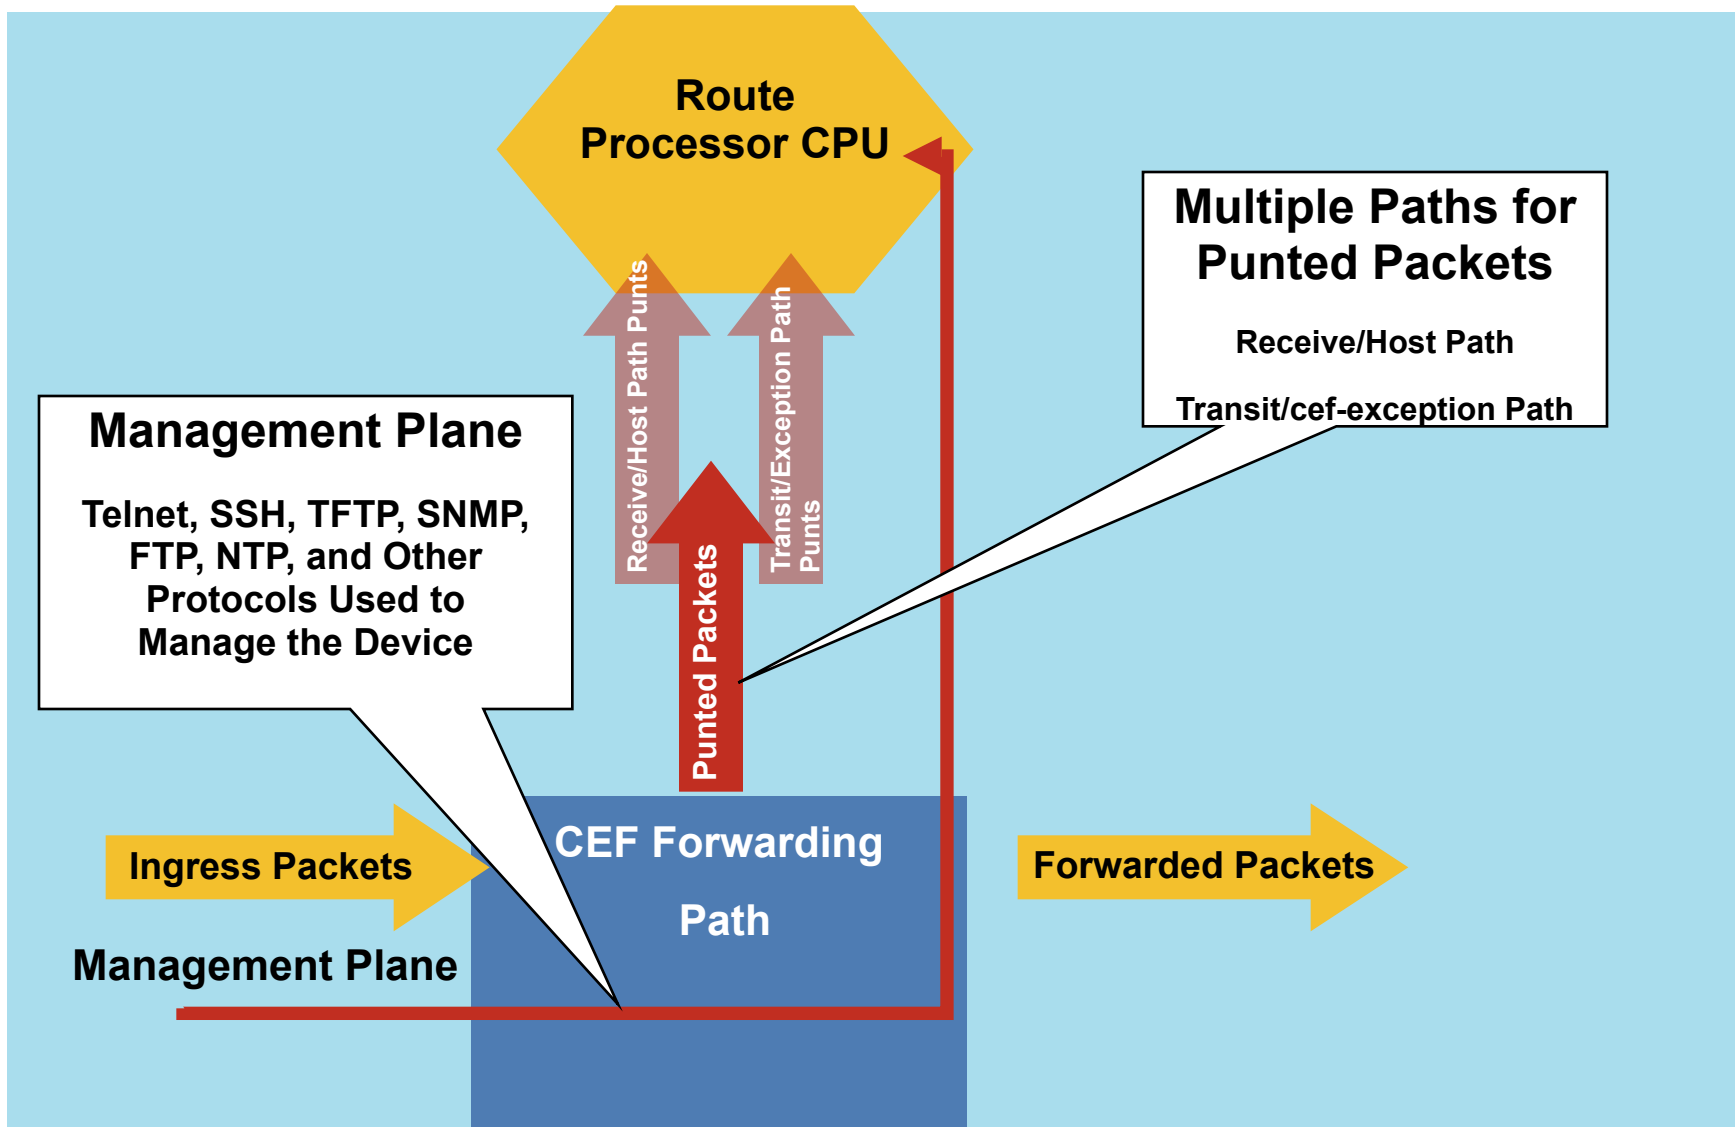 Route
Processor CPU
Multiple Paths for
Punted Packets
Receive/Host Path
Transit/cef-exception Path
Receive/Host Path Punts
Transit/Exception Path
Punts
Management Plane
Telnet, SSH, TFTP, SNMP,
FTP, NTP, and Other
Protocols Used to
Manage the Device
Punted Packets
CEF Forwarding
Path
Ingress Packets
Forwarded Packets
Management Plane